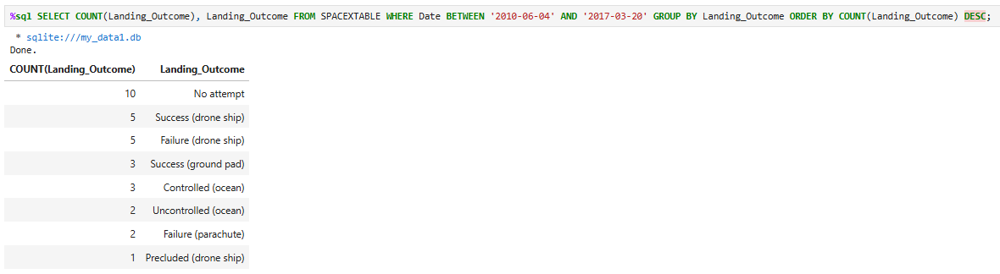 %sql SELECT COUNT(Landing_Outcome), Landing_Outcome FROM SPACEXTABLE WHERE Date BETWEEN '2010-06-04' AND '2017-03-20' GROUP BY Landing_Outcome ORDER BY COUNT(Landing_Outcome) DESC;
* sqlite:///my_data1.db
Done.
COUNT(Landing_Outcome) Landing_Outcome
10 No attempt
5 Success (drone ship)
5 Failure (drone ship)
3 Success (ground pad)
3 Controlled (ocean)
2 Uncontrolled (ocean)
2 Failure (parachute)
1 Precluded (drone ship)